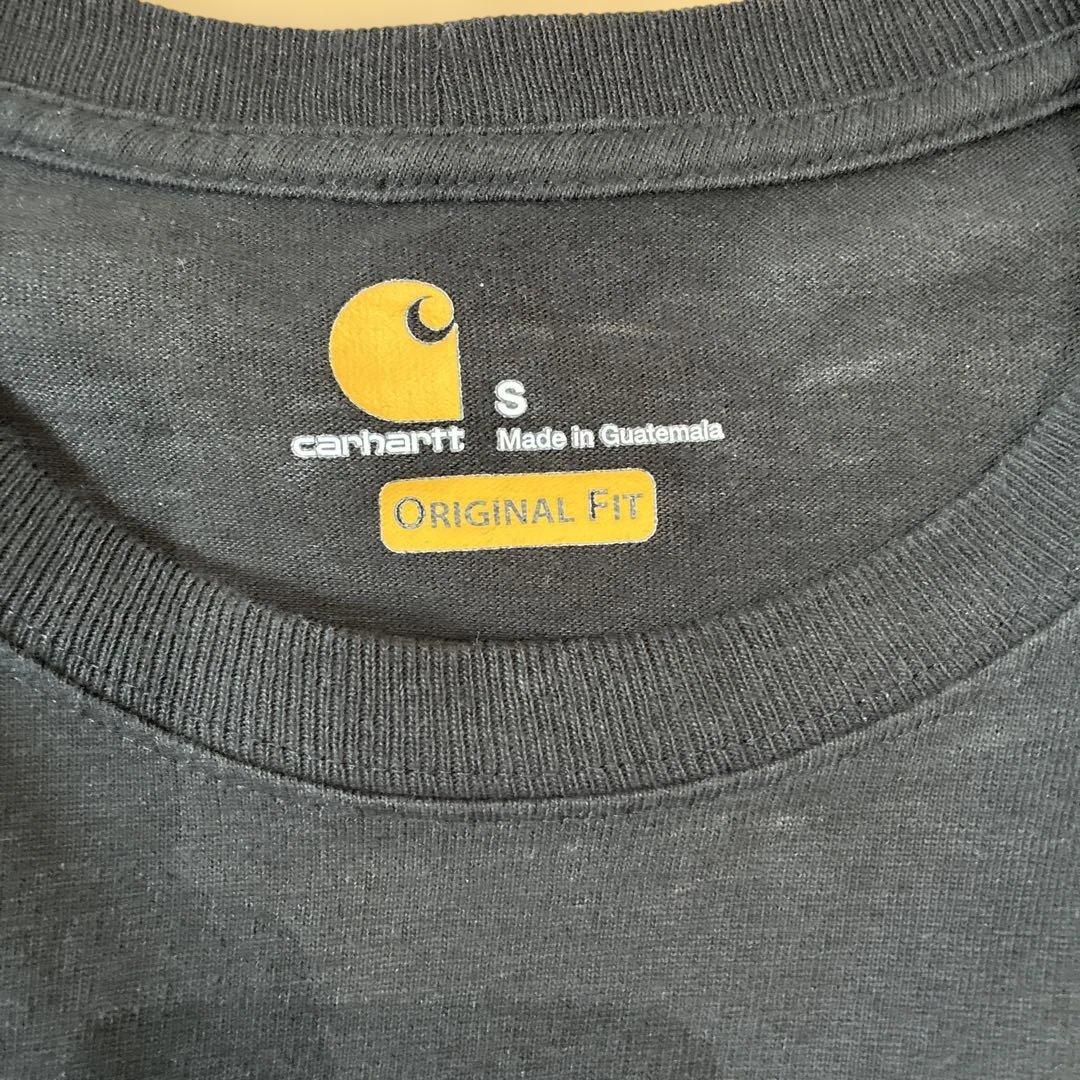 S
carhartt
Made in Guatemala
ORIGINAL FIT